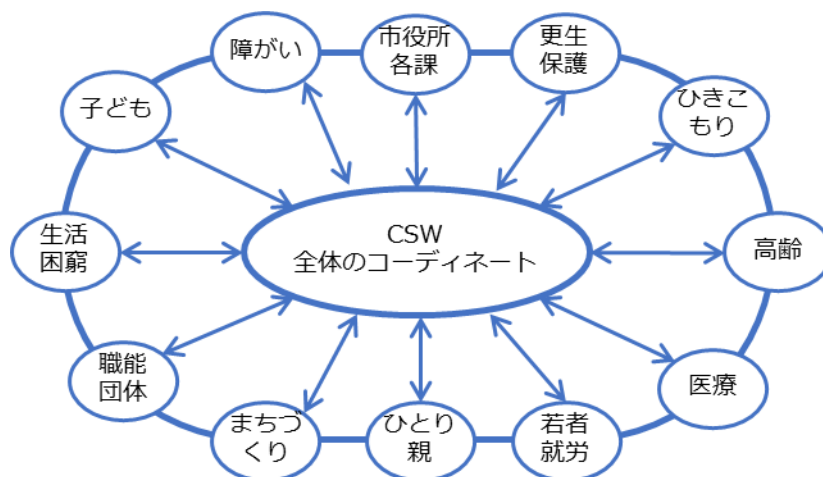 障がい
市役所
各課
更生
保護
子ども
ひきこ
もり
生活
困窮
CSW
全体のコーディネート
高齢
職能
団体
医療
まちづ
くり
ひとり
親
若者
就労